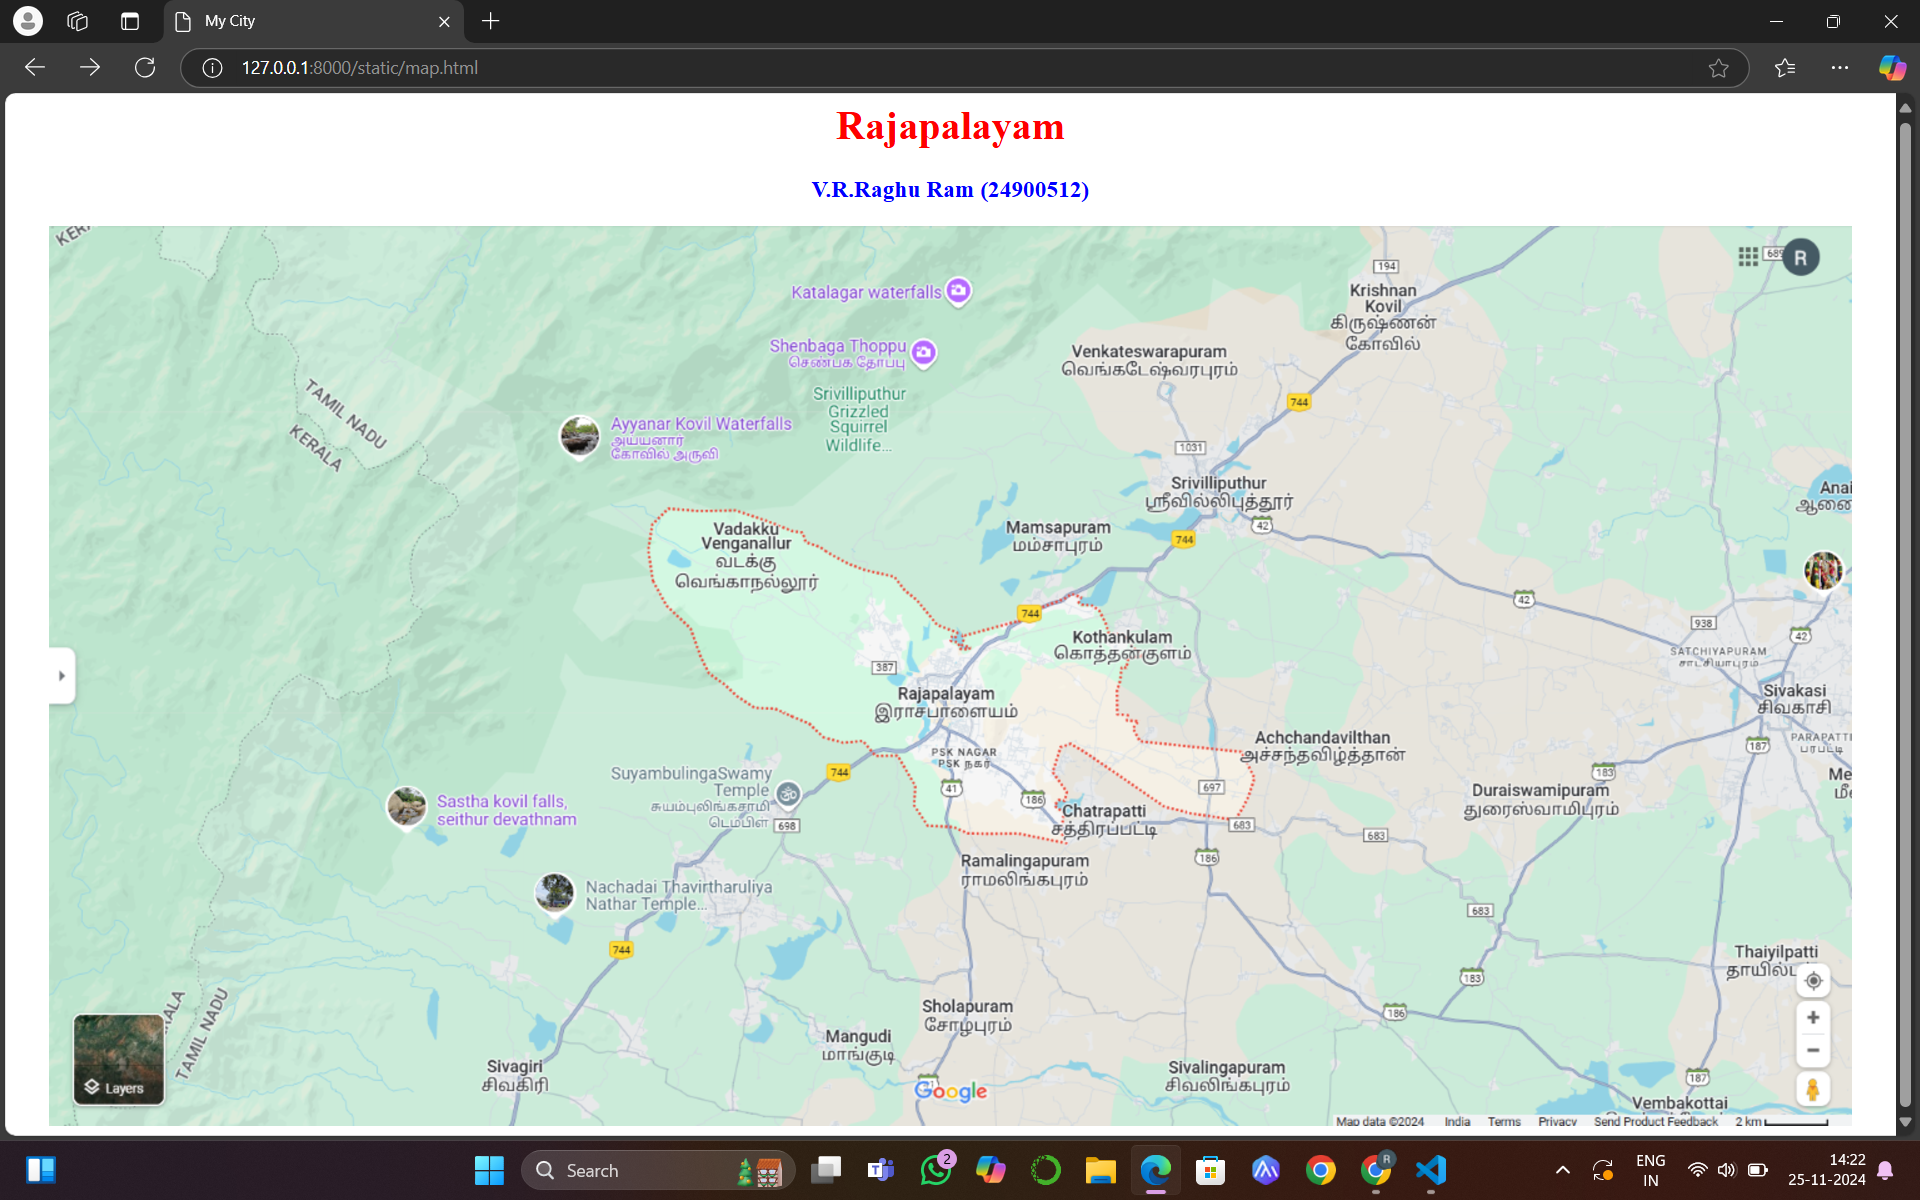 My City
127.0.0.1:8000/static/map.html
Rajapalayam
V.R.Raghu Ram (24900512)
689
R
194
Krishnan
Kovil
கிருஷ்ணன்
கோவில்
Katalagar waterfalls
Shenbaga Thoppu
செண்பக தோப்பு
Venkateswarapuram
வெங்கடேஷ்வரபுரம்
Srivilliputhur
Grizzled
Squirrel
Wildlife...
TAMIL NADU
KERALA
Ayyanar Kovil Waterfalls
அய்யனார்
கோவில் அருவி
744
1031
Srivilliputhur
ஸ்ரீவில்லிபுத்தூர்
42
Mamsapuram
மம்சாபுரம்
744
Vadakku
Venganallur
வடக்கு
வெங்காநல்லூர்
744
42
938
42
Kothankulam
கொத்தன்குளம்
SATCHIYAPURAM
சாட்சியாபுரம்
387
Rajapalayam
இராசபாளையம்
Sivakasi
சிவகாசி
PSK NAGAR
PSK நகர்
Achchandavilthan
அச்சந்தவிழ்த்தான்
187
744
183
SuyambulingaSwamy
Temple
சுயம்புலிங்கசாமி
டெம்பிள்
698
41
186
697
Duraiswamipuram
துரைஸ்வாமிபுரம்
Sastha kovil falls,
seithur devathnam
Chatrapatti
சத்திரப்பட்டி
683
683
186
Ramalingapuram
ராமலிங்கபுரம்
Nachadai Thavirtharuliya
Nathar Temple...
683
744
Thaiyilpatti
183
186
TAMIL NADU
Sholapuram
சோழபுரம்
Mangudi
மாங்குடி
Sivagiri
சிவகிரி
Sivalingapuram
சிவலிங்கபுரம்
187
Vembakottai
Layers
Google
Map data ©2024 India Terms Privacy Send Product Feedback 2 km
Search
2
R
ENG
IN
14:22
25-11-2024